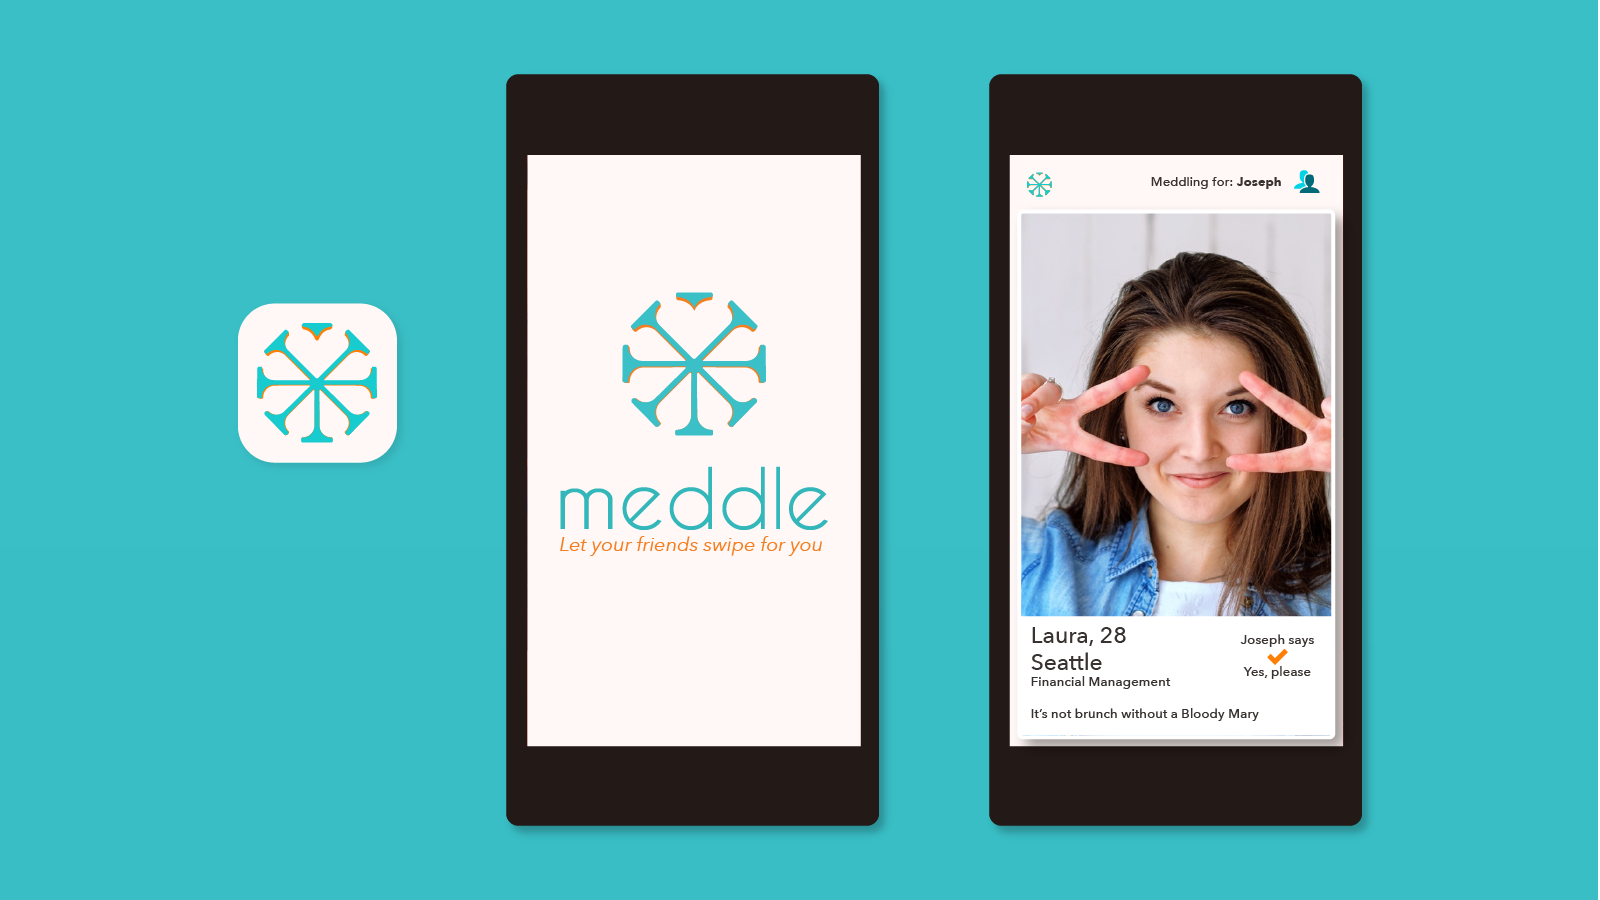 meddle
Let your friends swipe for you
Meddling for: Joseph
Laura, 28
Seattle
Financial Management
It's not brunch without a Bloody Mary
Joseph says
Yes, please